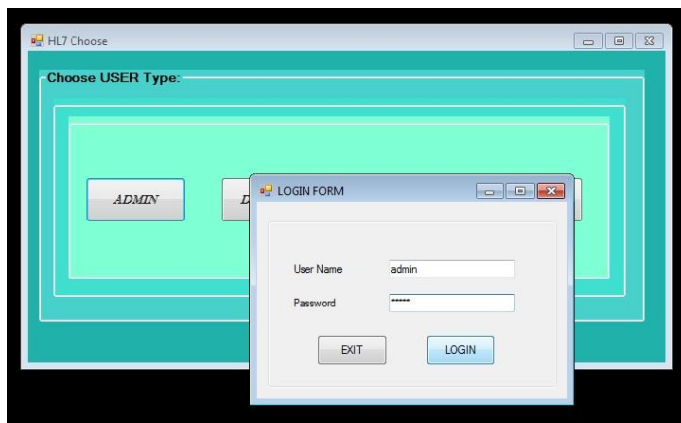 HL7 Choose
Choose USER Type:
ADMIN
LOGIN FORM
User Name admin
Password •••••
EXIT LOGIN